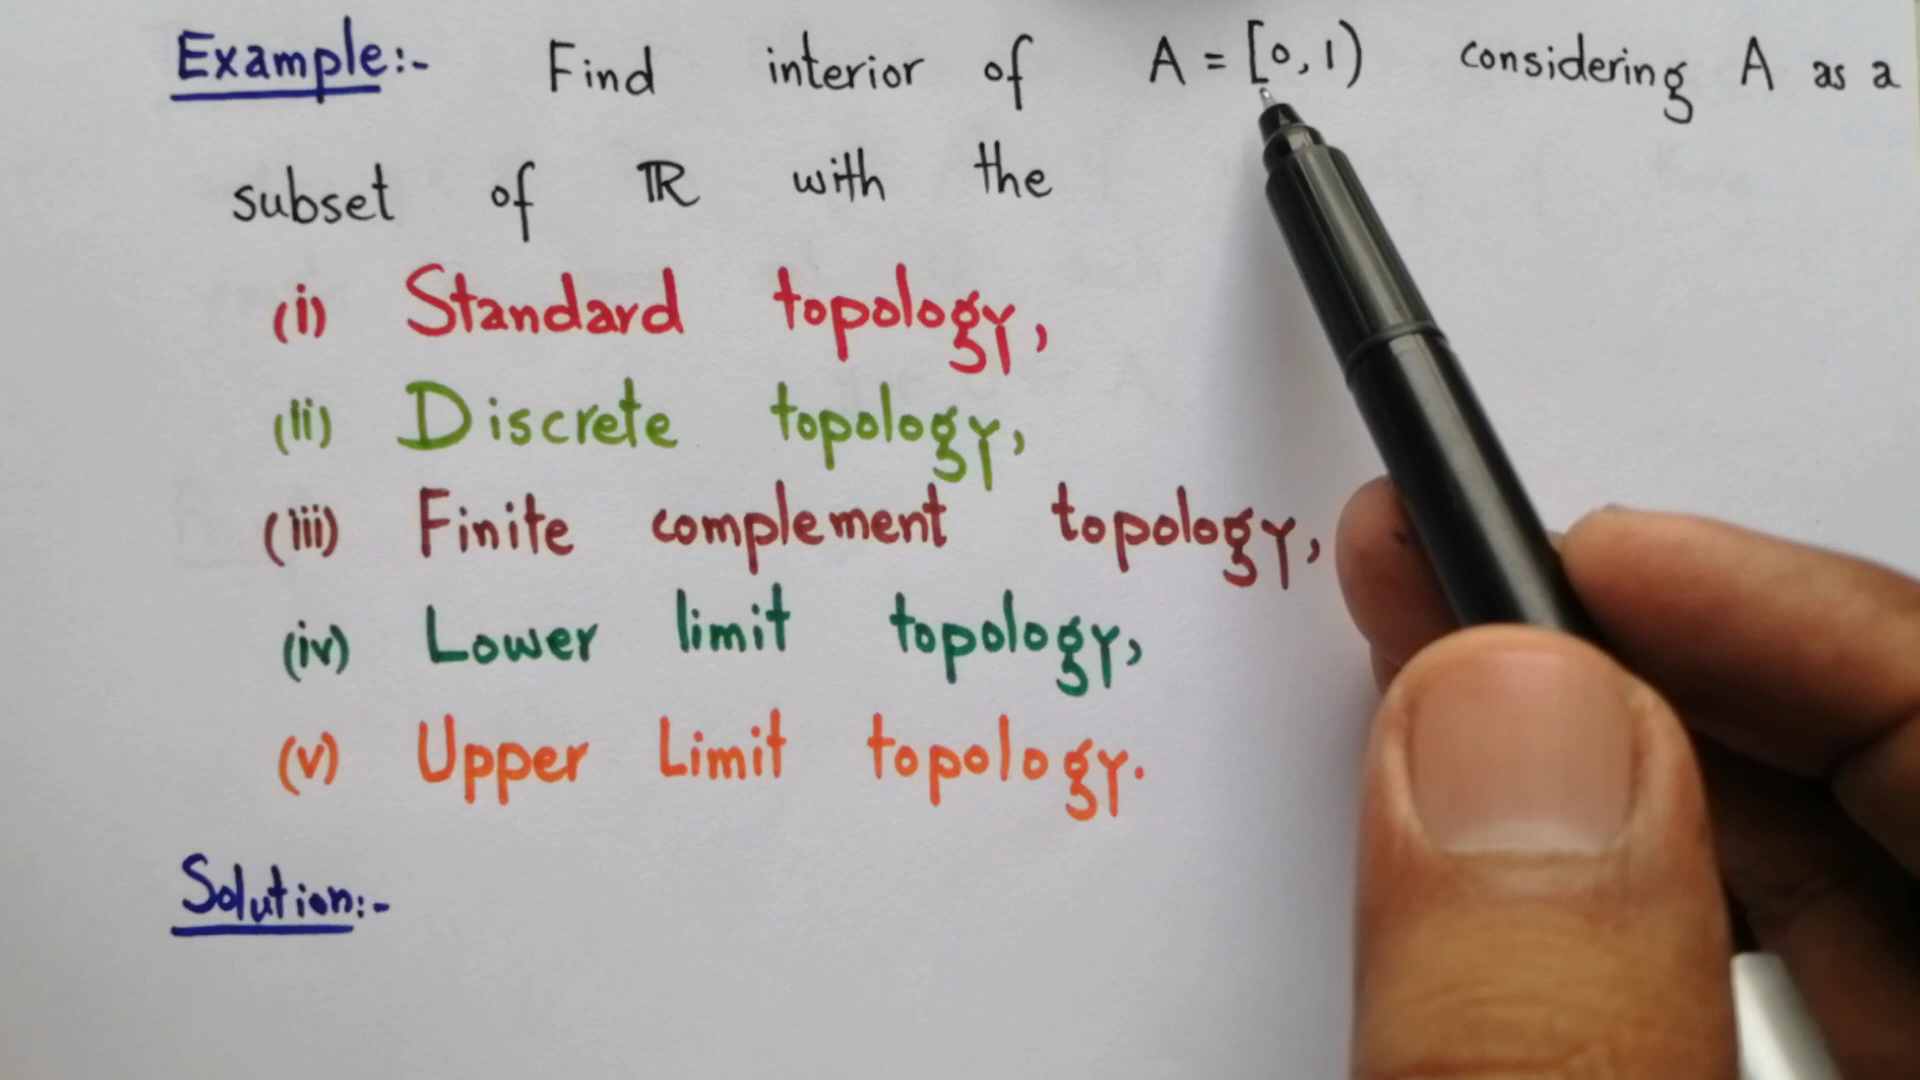 Example:- Find interior of A = [0, 1) considering A as a
subset of ℝ with the
(i) Standard topology,
(ii) Discrete topology,
(iii) Finite complement topology,
(iv) Lower limit topology,
(v) Upper Limit topology.
Solution:-